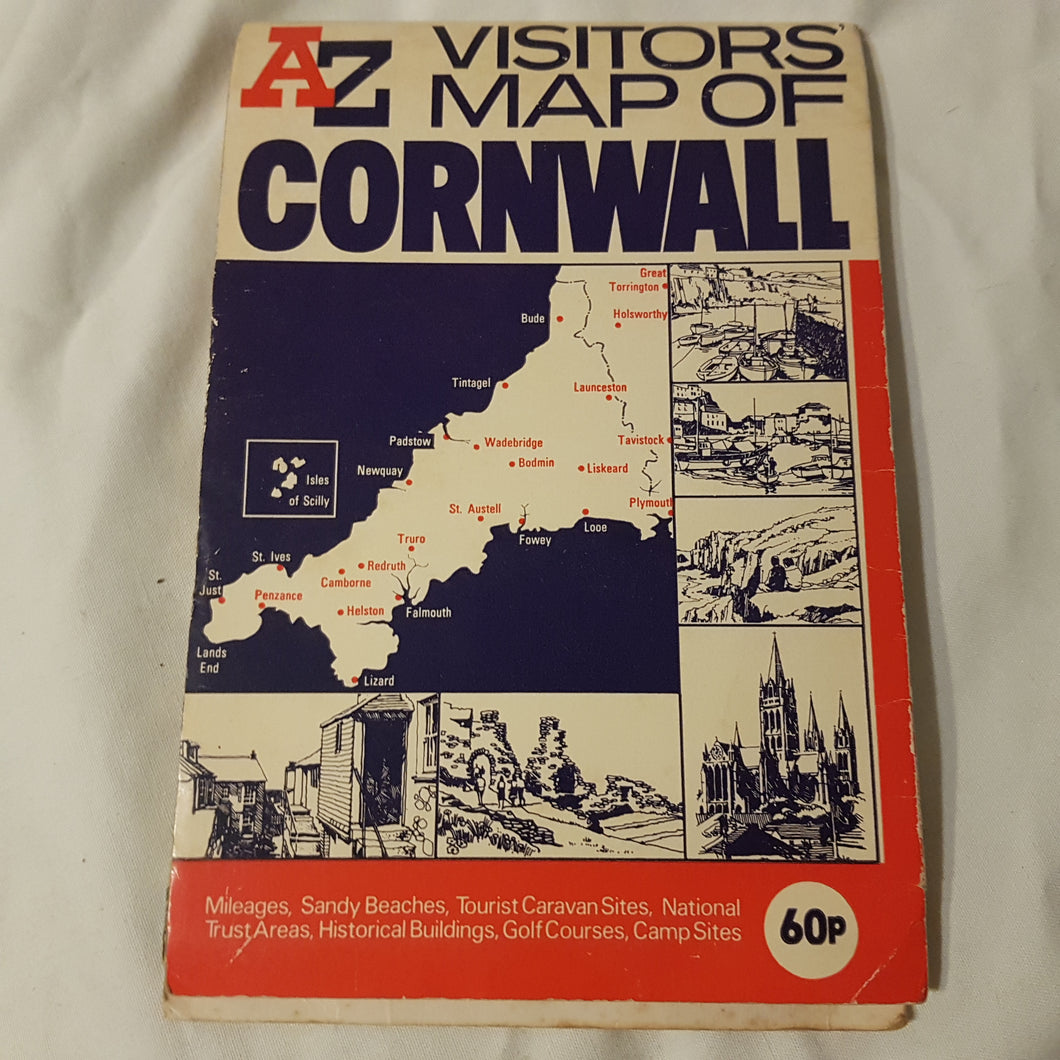 AZ
VISITORS'
MAP OF
CORNWALL
Great
Torrington
Bude
Holsworthy
Tintagel
Launceston
Padstow
Wadebridge
Tavistock
Newquay
Bodmin
Liskeard
Isles
of Scilly
St. Austell
Plymouth
Fowey
Looe
Truro
St. Ives
Redruth
St.
Just
Camborne
Penzance
Helston
Falmouth
Lands
End
Lizard
Mileages, Sandy Beaches, Tourist Caravan Sites, National
Trust Areas, Historical Buildings, Golf Courses, Camp Sites
60P